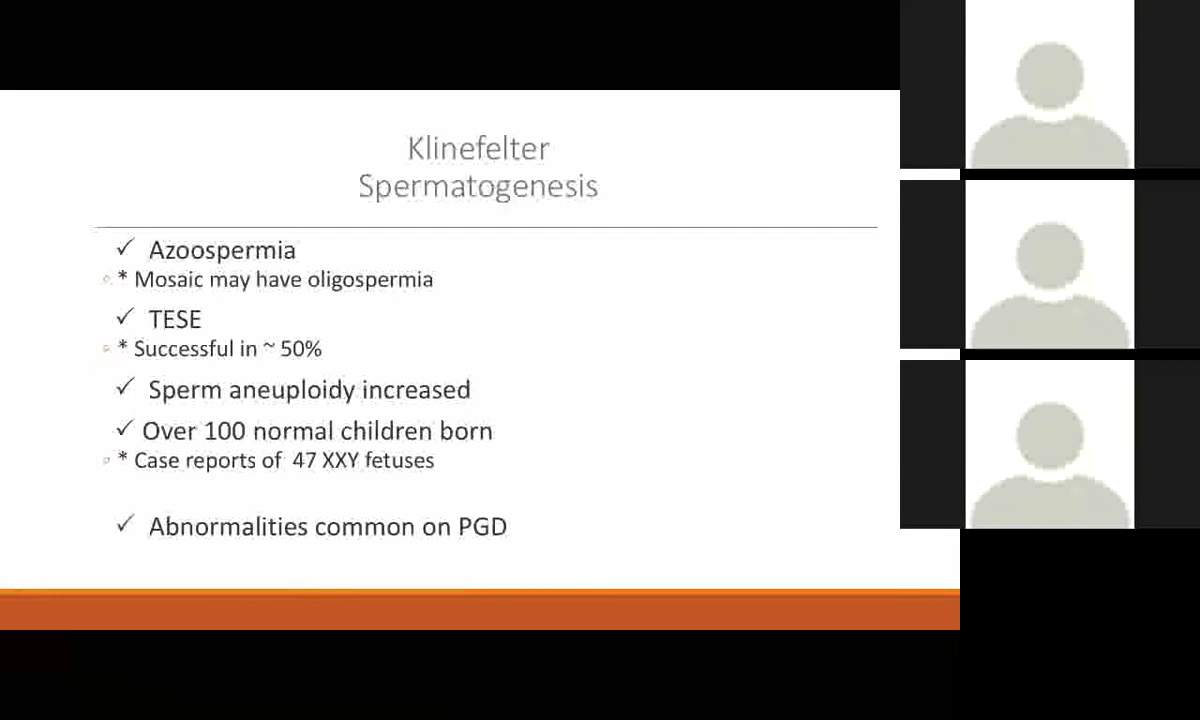 Klinefelter
Spermatogenesis
✓ Azoospermia
◦ * Mosaic may have oligospermia
✓ TESE
◦ * Successful in ~ 50%
✓ Sperm aneuploidy increased
✓ Over 100 normal children born
◦ * Case reports of 47 XXY fetuses
✓ Abnormalities common on PGD